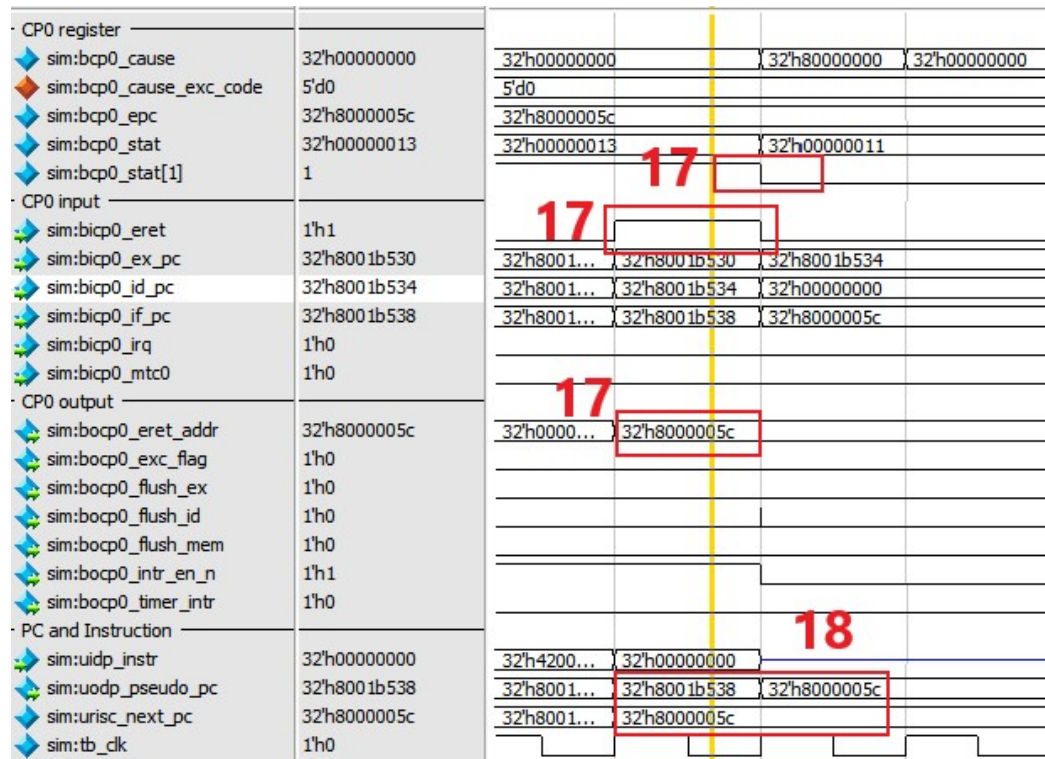 CP0 register
sim:bcp0_cause 32'h00000000 32'h00000000 32'h80000000 32'h00000000
sim:bcp0_cause_exc_code 5'd0 5'd0
sim:bcp0_epc 32'h8000005c 32'h8000005c
sim:bcp0_stat 32'h00000013 32'h00000013 32'h00000011
sim:bcp0_stat[1] 1 17
CP0 input
sim:bicp0_eret 1'h1 17
sim:bicp0_ex_pc 32'h8001b530 32'h8001... 32'h8001b530 32'h8001b534
sim:bicp0_id_pc 32'h8001b534 32'h8001... 32'h8001b534 32'h00000000
sim:bicp0_if_pc 32'h8001b538 32'h8001... 32'h8001b538 32'h8000005c
sim:bicp0_irq 1'h0
sim:bicp0_mtc0 1'h0
CP0 output 17
sim:bocp0_eret_addr 32'h8000005c 32'h0000... 32'h8000005c
sim:bocp0_exc_flag 1'h0
sim:bocp0_flush_ex 1'h0
sim:bocp0_flush_id 1'h0
sim:bocp0_flush_mem 1'h0
sim:bocp0_intr_en_n 1'h1
sim:bocp0_timer_intr 1'h0
PC and Instruction 18
sim:uidp_instr 32'h00000000 32'h4200... 32'h00000000
sim:uodp_pseudo_pc 32'h8001b538 32'h8001... 32'h8001b538 32'h8000005c
sim:urisc_next_pc 32'h8000005c 32'h8001... 32'h8000005c
sim:tb_clk 1'h0